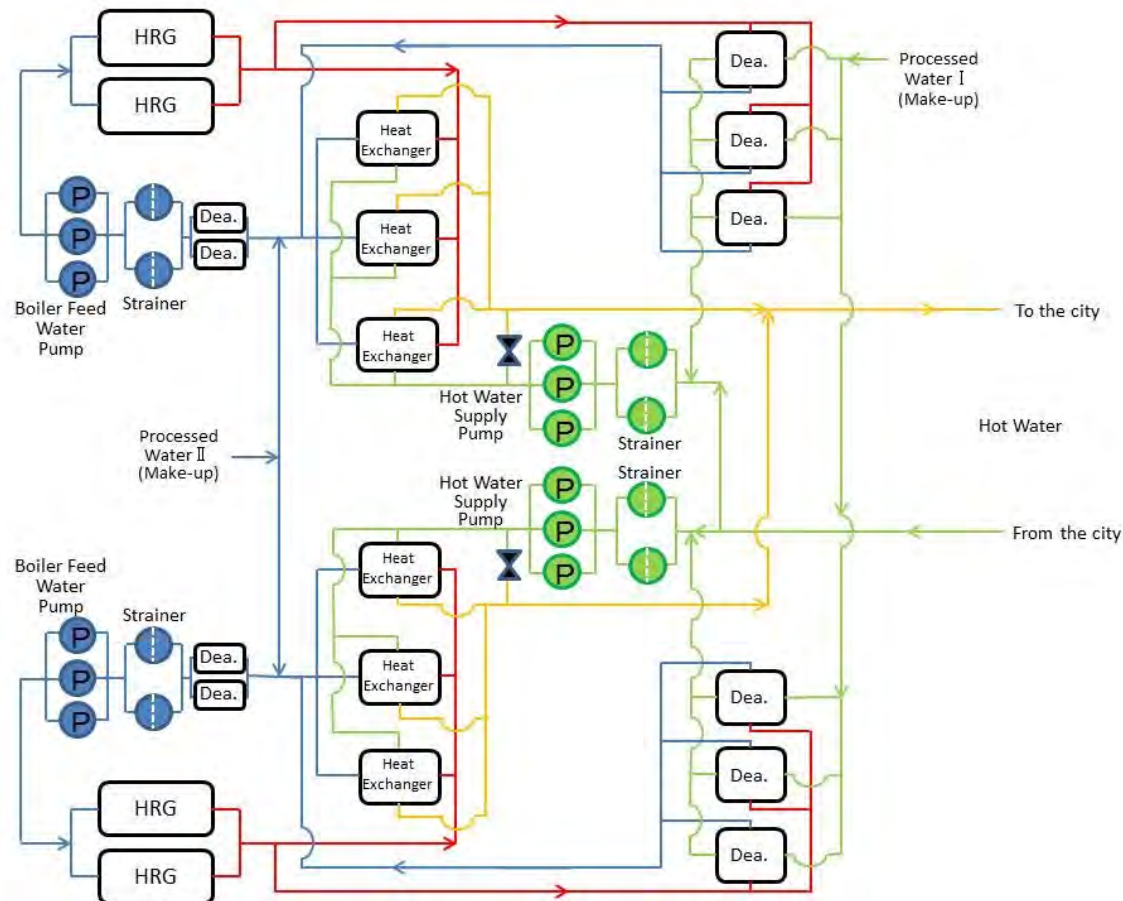 HRG
HRG
Dea.
Dea.
Dea.
Processed
Water Ⅰ
(Make-up)
Heat
Exchanger
Heat
Exchanger
Heat
Exchanger
P
P
P
Boiler Feed
Water
Pump
Strainer
Dea.
Dea.
To the city
P
P
P
Hot Water
Supply
Pump
Strainer
Hot Water
Processed
Water Ⅱ
(Make-up)
Hot Water
Supply
Pump
Strainer
P
P
P
From the city
Boiler Feed
Water
Pump
Strainer
P
P
P
Dea.
Dea.
Heat
Exchanger
Heat
Exchanger
Heat
Exchanger
Dea.
Dea.
Dea.
HRG
HRG